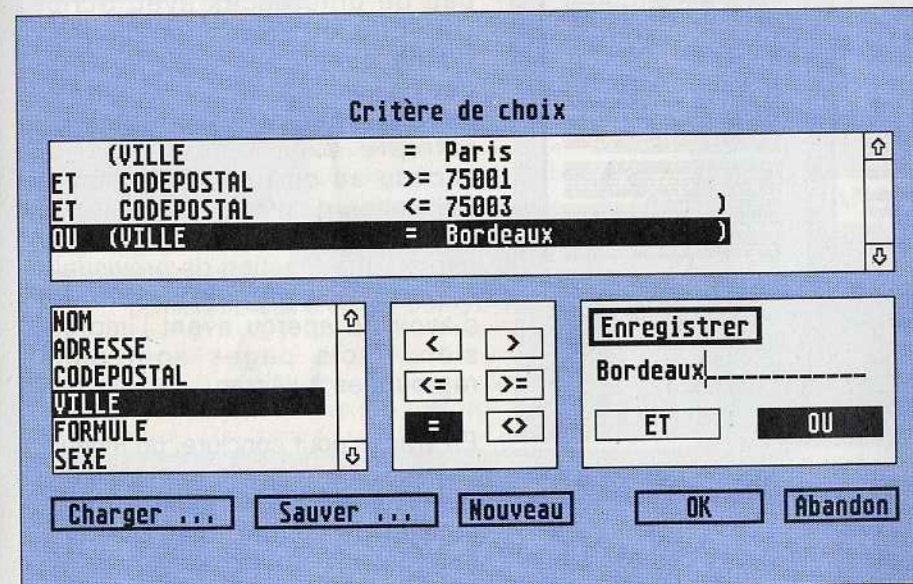 Critère de choix
(VILLE = Paris
ET CODEPOSTAL >= 75001
ET CODEPOSTAL <= 75003 )
OU (VILLE = Bordeaux )
NOM
ADRESSE
CODEPOSTAL
VILLE
FORMULE
SEXE
< >
<= >=
= <>
Enregistrer
Bordeaux_____________
ET OU
Charger ... Sauver ... Nouveau OK Abandon